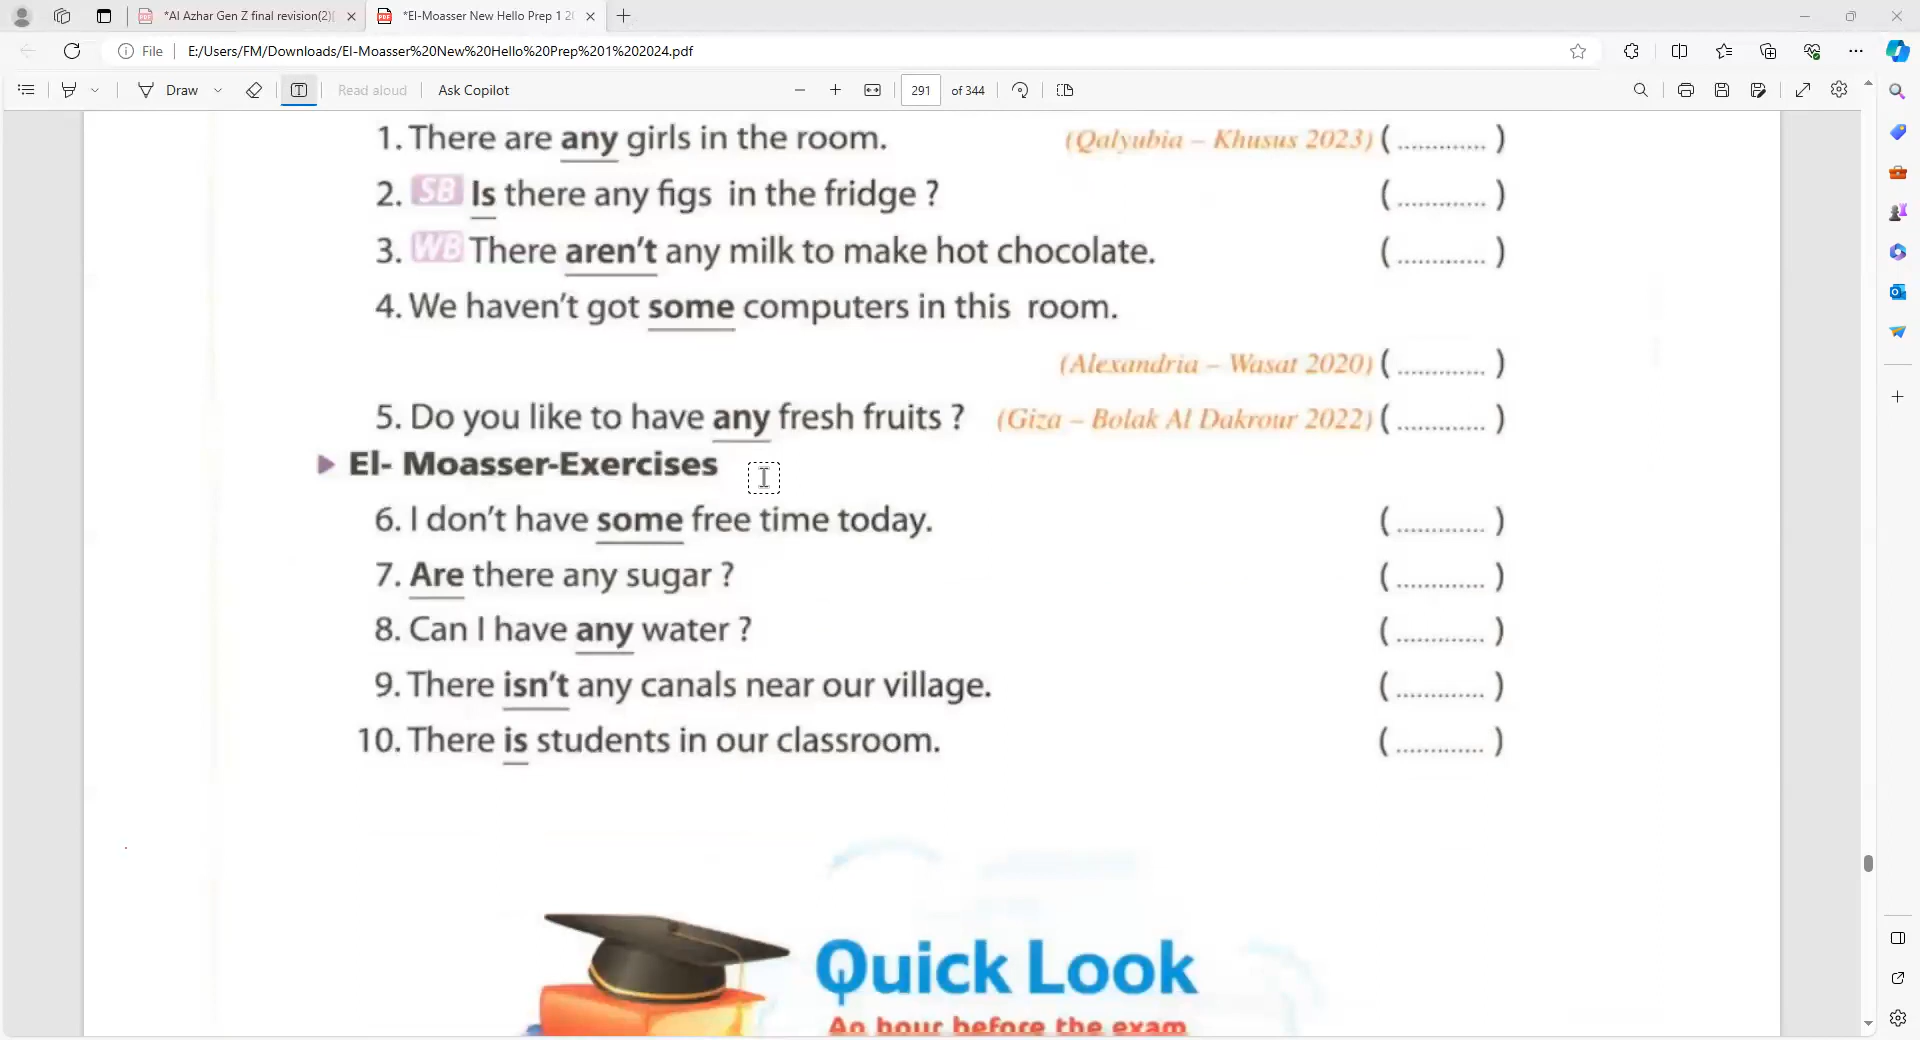 *Al Azhar Gen Z final revision(2)
*El-Moasser New Hello Prep 1 2
File
E:/Users/FM/Downloads/El-Moasser%20New%20Hello%20Prep%201%202024.pdf
Draw
Read aloud
Ask Copilot
291
of 344
1. There are any girls in the room. (Qalyubia – Khusus 2023) ( ............. )
2. SB Is there any figs in the fridge ? ( ............. )
3. WB There aren't any milk to make hot chocolate. ( ............. )
4. We haven't got some computers in this room.
(Alexandria – Wasat 2020) ( ............. )
5. Do you like to have any fresh fruits ? (Giza – Bolak Al Dakrour 2022) ( ............. )
El- Moasser-Exercises
6. I don't have some free time today. ( ............. )
7. Are there any sugar ? ( ............. )
8. Can I have any water ? ( ............. )
9. There isn't any canals near our village. ( ............. )
10. There is students in our classroom. ( ............. )
Quick Look
An hour before the exam